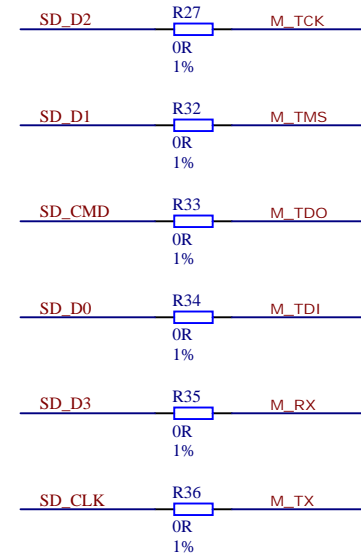 SD_D2 R27 M_TCK
0R
1%
SD_D1 R32 M_TMS
0R
1%
SD_CMD R33 M_TDO
0R
1%
SD_D0 R34 M_TDI
0R
1%
SD_D3 R35 M_RX
0R
1%
SD_CLK R36 M_TX
0R
1%